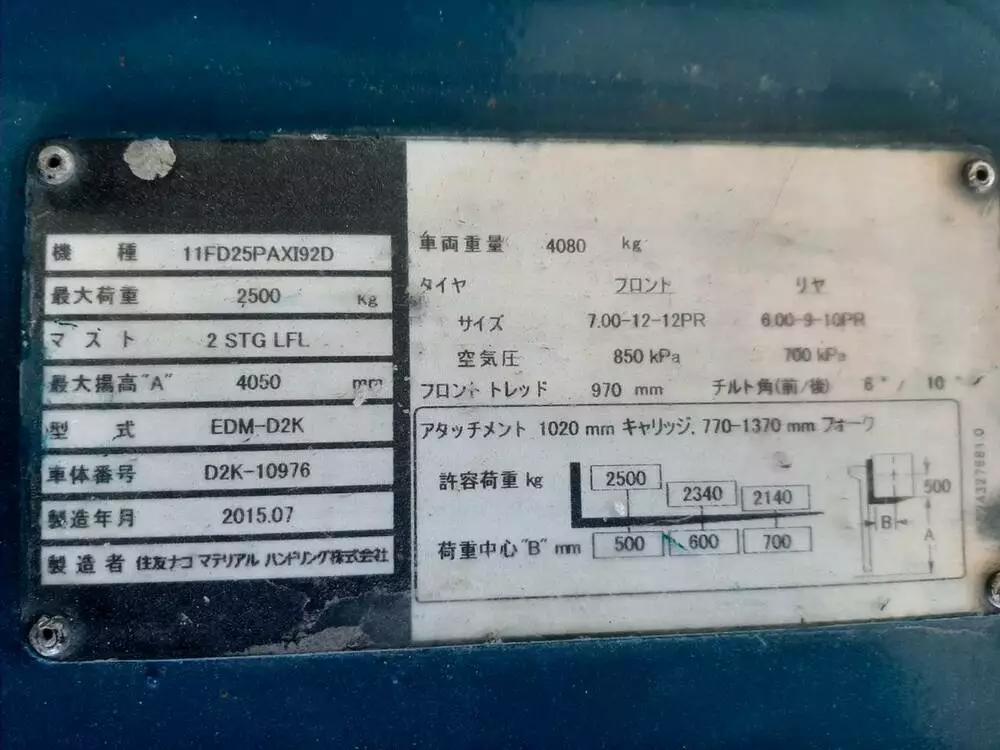 機 種 11FD25PAXI92D
最大荷重 2500 kg
マスト 2 STG LFL
最大揚高"A" 4050 mm
型 式 EDM-D2K
車体番号 D2K-10976
製造年月 2015.07
製造者 住友ナコ マテリアル ハンドリング株式会社
車両重量 4080 kg
タイヤ フロント リヤ
サイズ 7.00-12-12PR 6.00-9-10PR
空気圧 850 kPa 700 kPa
フロントトレッド 970 mm チルト角(前/後) 6° / 10°
アタッチメント 1020 mm キャリッジ, 770-1370 mm フォーク
許容荷重 kg 2500 2340 2140
荷重中心"B" mm 500 600 700
500
B
A